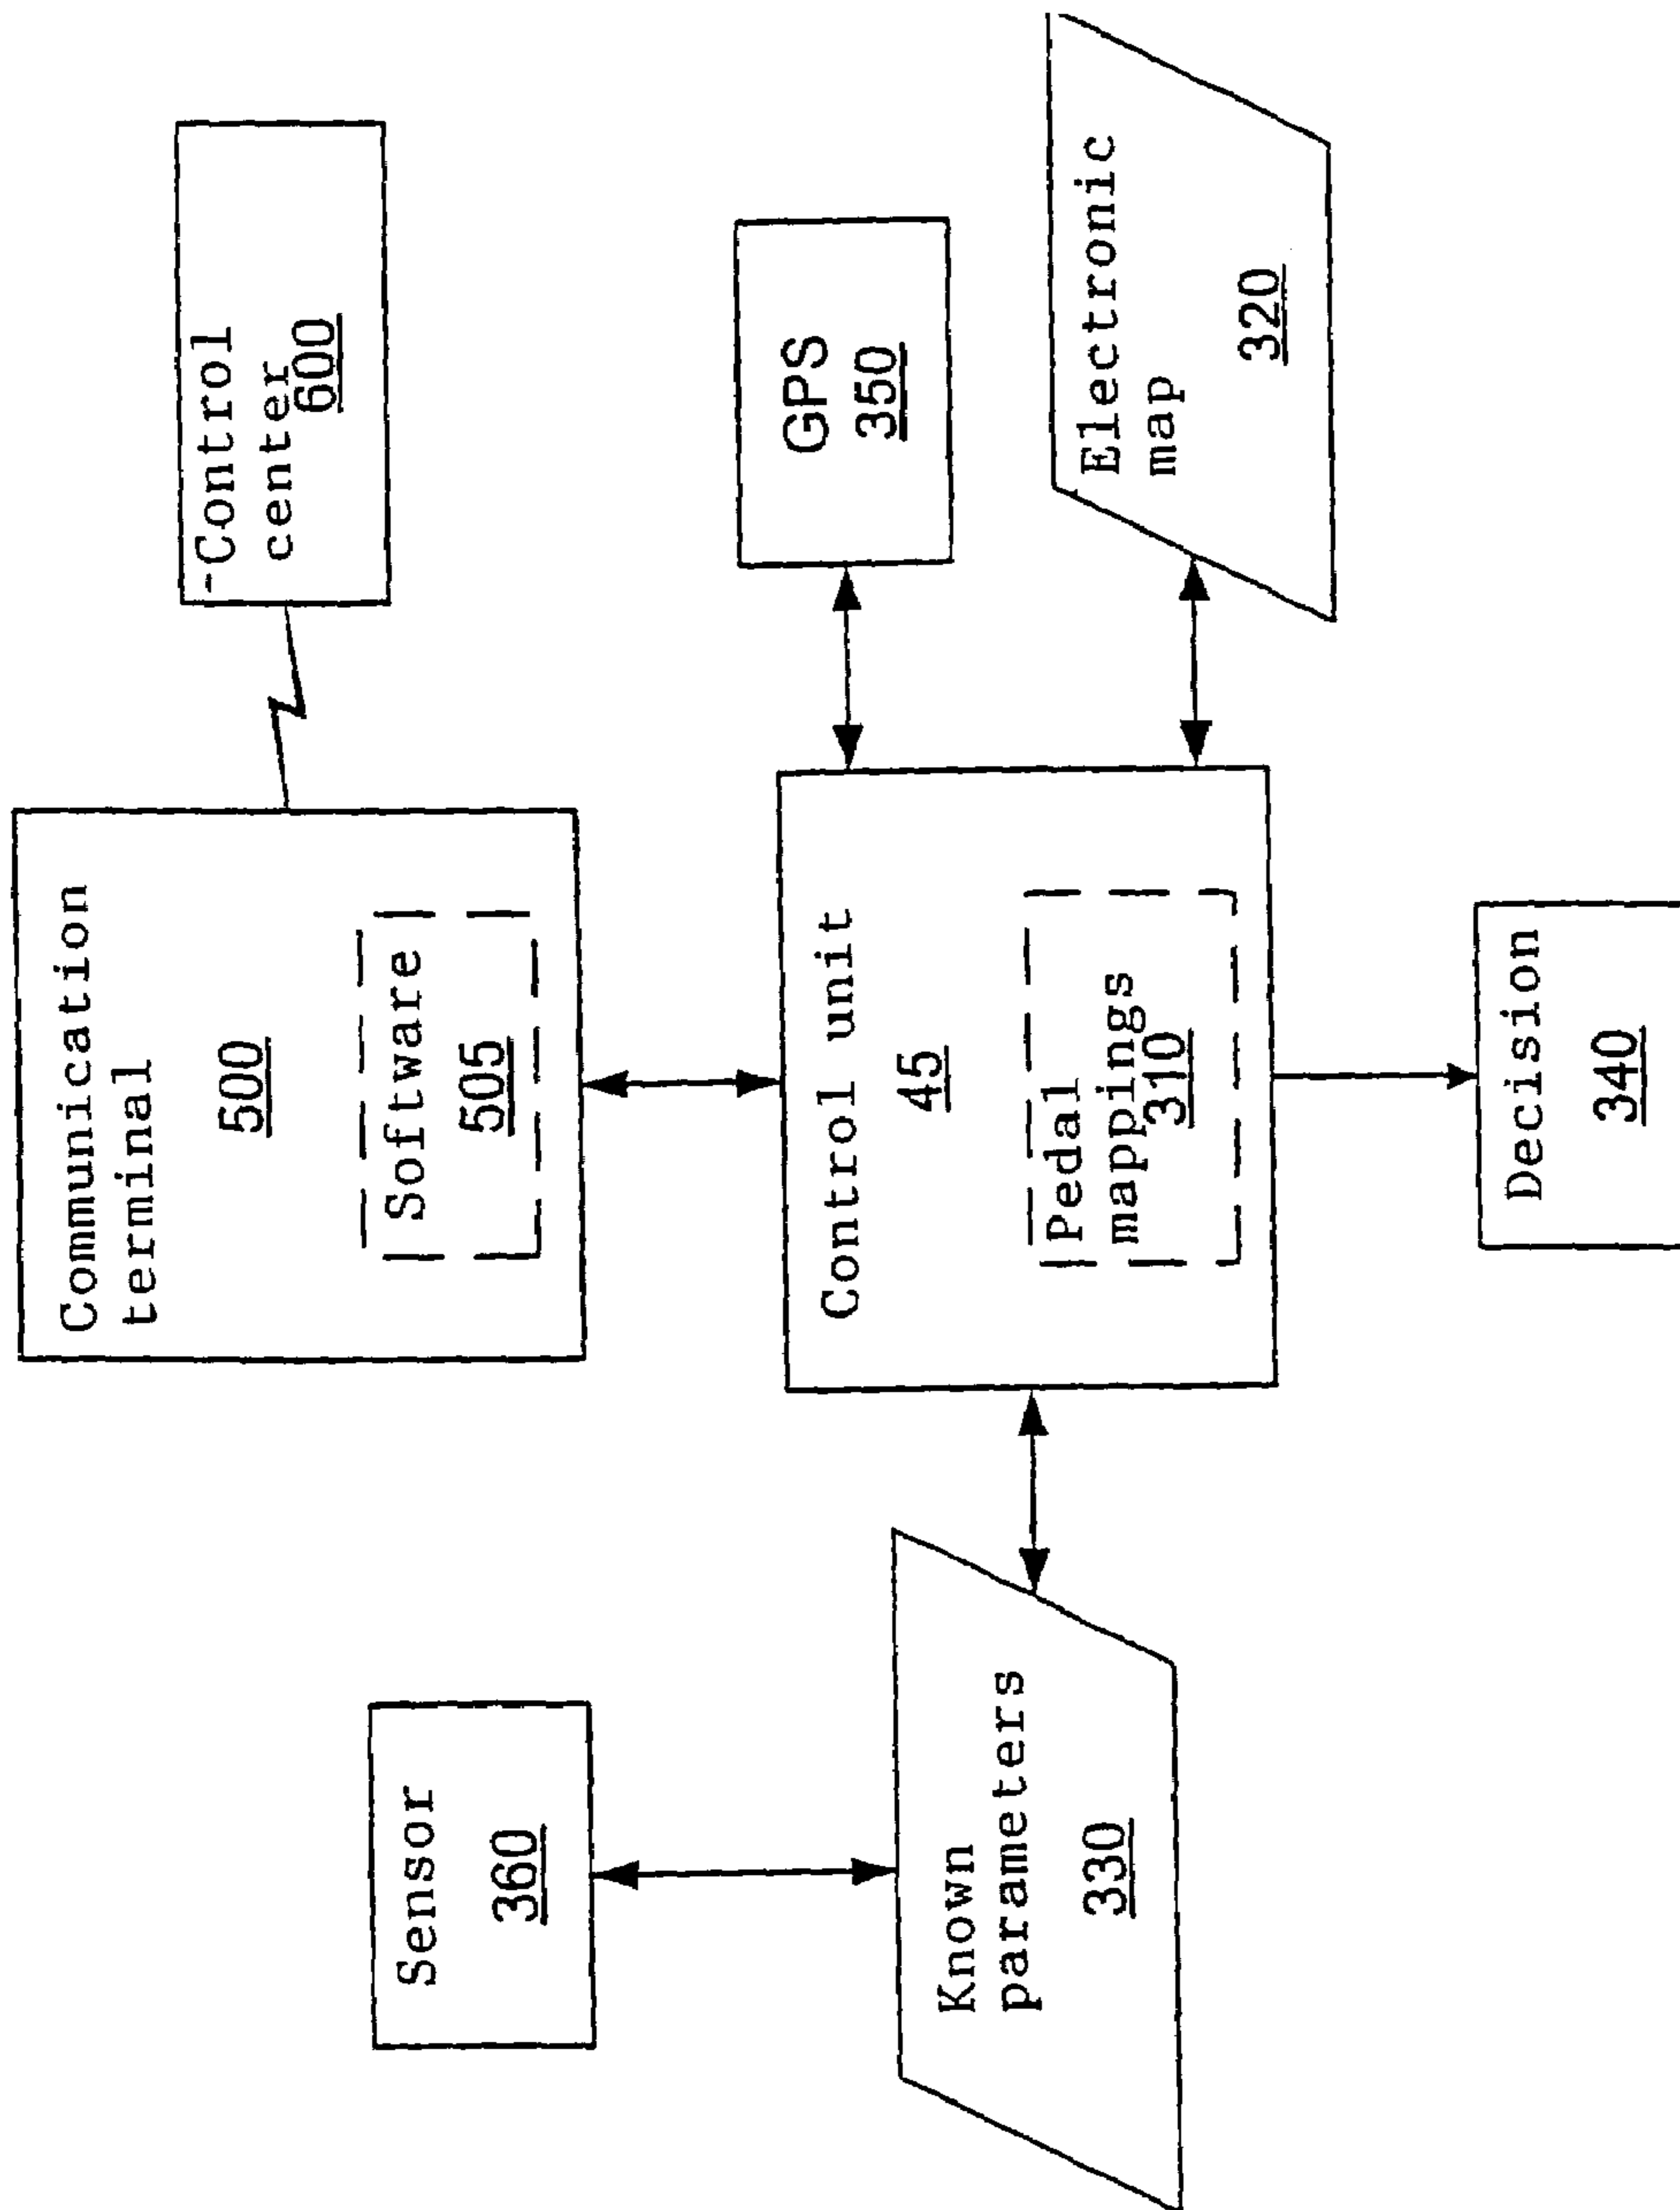 Communication
terminal
500
Software
505
-Control
center
600
Sensor
360
Control unit
45
Pedal
mappings
310
GPS
350
Known
parameters
330
Electronic
map
320
Decision
340